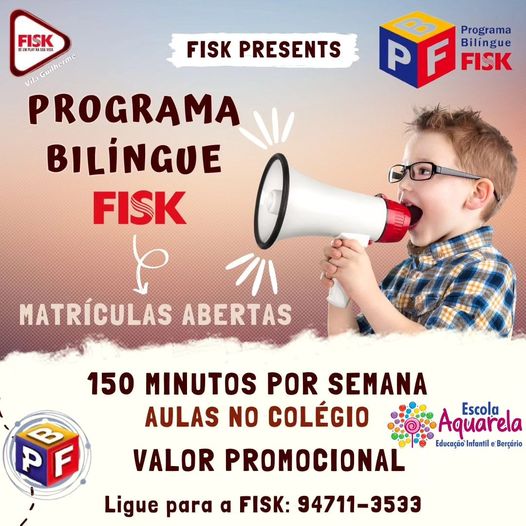 FISK
DÊ UM PLAY NA SUA VIDA
Vila Guilherme
FISK PRESENTS
B
P F
Programa
Bilíngue
FISK
PROGRAMA
BILÍNGUE
FISK
MATRÍCULAS ABERTAS
150 MINUTOS POR SEMANA
AULAS NO COLÉGIO
Escola
Aquarela
Educação Infantil e Berçário
B
P F
VALOR PROMOCIONAL
Ligue para a FISK: 94711-3533